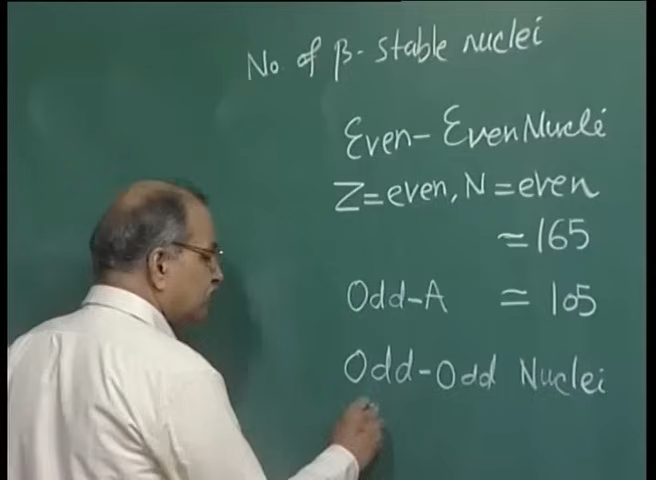 No of β-stable nuclei
Even-Even Nuclei
Z=even, N=even
≈165
Odd-A ≈ 105
Odd-Odd Nuclei